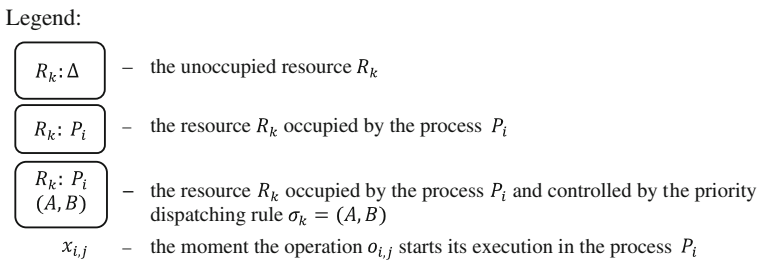 Legend:
R_k: Δ – the unoccupied resource R_k
R_k: P_i – the resource R_k occupied by the process P_i
R_k: P_i
(A, B) – the resource R_k occupied by the process P_i and controlled by the priority
dispatching rule σ_k = (A, B)
x_{i,j} – the moment the operation o_{i,j} starts its execution in the process P_i